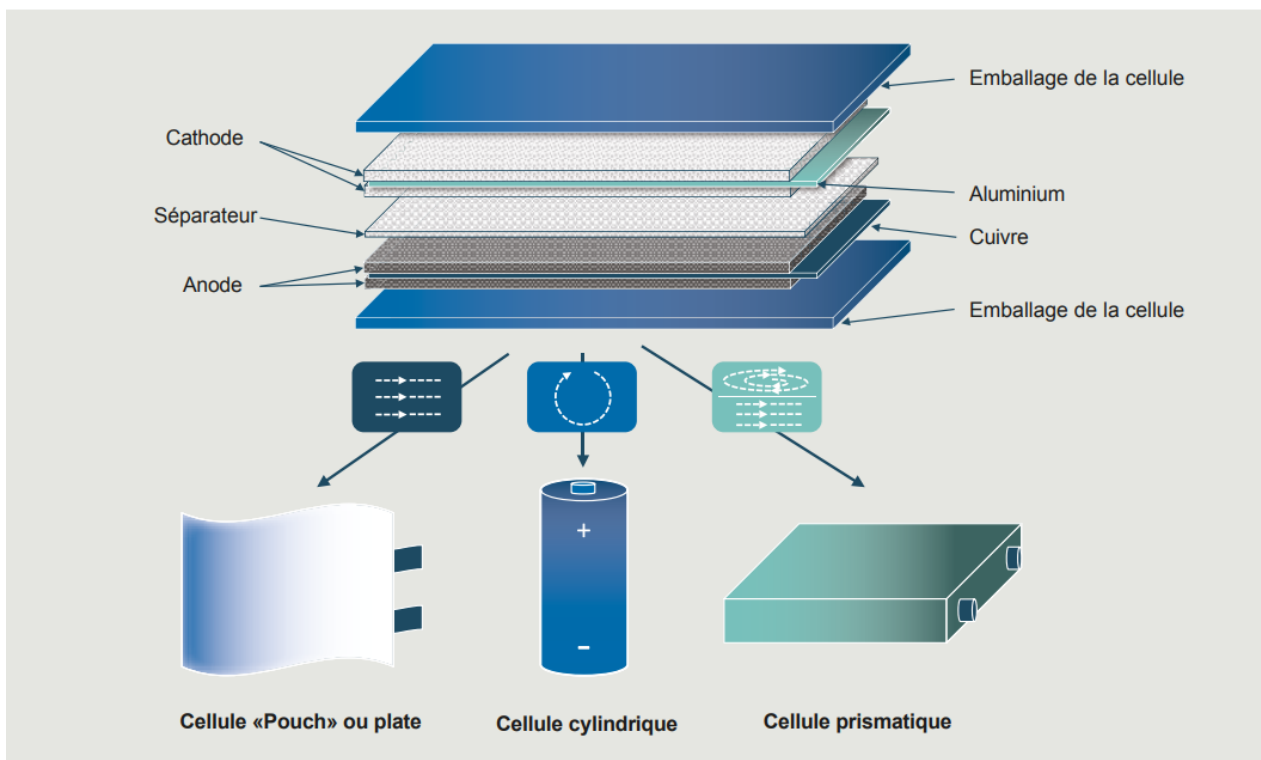 Emballage de la cellule
Cathode
Aluminium
Séparateur
Cuivre
Anode
Emballage de la cellule
+
-
Cellule «Pouch» ou plate
Cellule cylindrique
Cellule prismatique